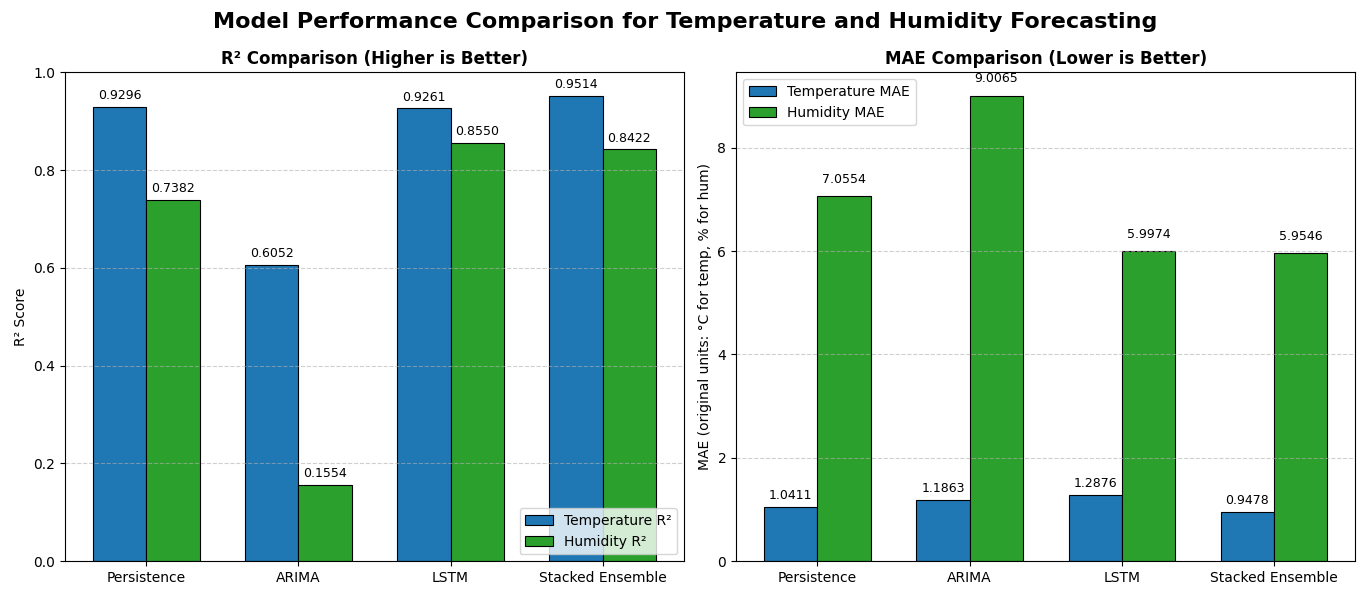 Model Performance Comparison for Temperature and Humidity Forecasting
R² Comparison (Higher is Better)
R² Score
1.0
0.8
0.6
0.4
0.2
0.0
0.9296
0.7382
0.6052
0.1554
0.9261
0.8550
0.9514
0.8422
Temperature R²
Humidity R²
Persistence
ARIMA
LSTM
Stacked Ensemble
MAE Comparison (Lower is Better)
MAE (original units: °C for temp, % for hum)
8
6
4
2
0
Temperature MAE
Humidity MAE
1.0411
7.0554
1.1863
9.0065
1.2876
5.9974
0.9478
5.9546
Persistence
ARIMA
LSTM
Stacked Ensemble